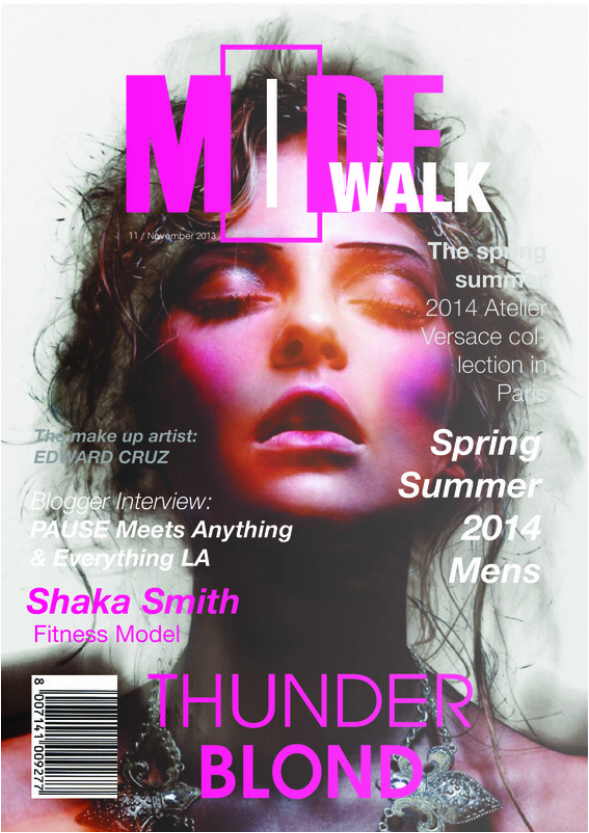 M|DE
WALK
11 / November 2013
The spring
summer
2014 Atelier
Versace col-
lection in
Paris
The make up artist:
EDWARD CRUZ
Spring
Summer
2014
Mens
Blogger Interview:
PAUSE Meets Anything
& Everything LA
Shaka Smith
Fitness Model
THUNDER
BLOND
8 007141 009277